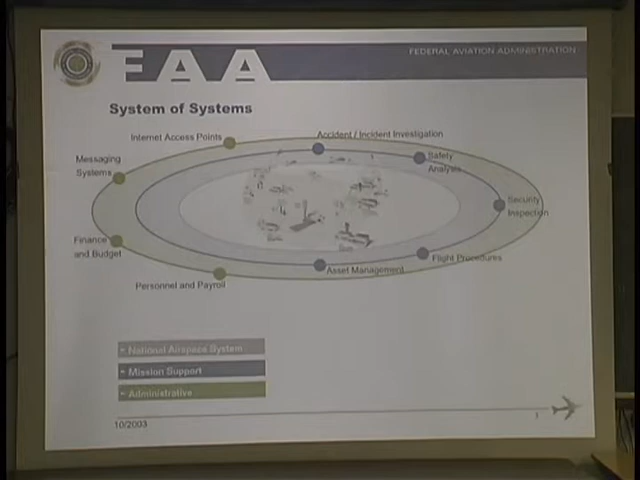 FAA
FEDERAL AVIATION ADMINISTRATION
System of Systems
Internet Access Points
Accident / Incident Investigation
Messaging
Systems
Safety
Analysis
Security
Inspection
Finance
and Budget
Flight Procedures
Asset Management
Personnel and Payroll
- National Airspace System
- Mission Support
- Administrative
10/2003